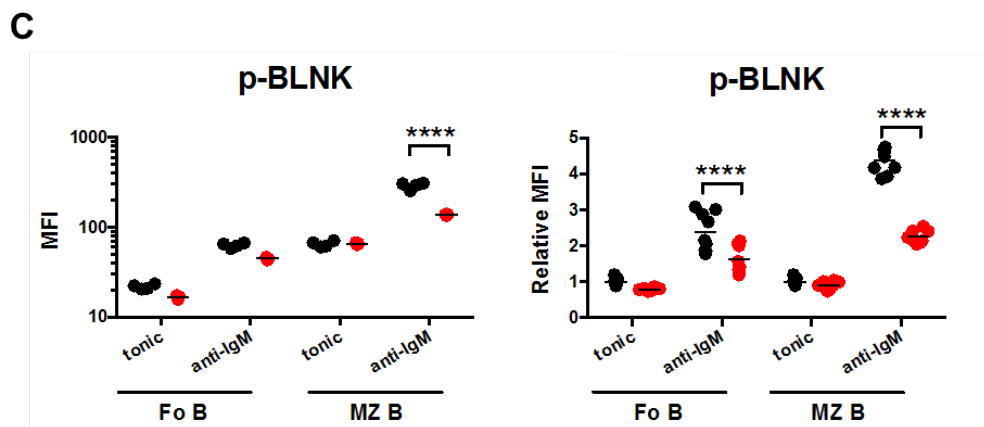 C
p-BLNK
MFI
1000
100
10
****
tonic
anti-IgM
tonic
anti-IgM
Fo B
MZ B
p-BLNK
Relative MFI
5
4
3
2
1
0
****
****
tonic
anti-IgM
tonic
anti-IgM
Fo B
MZ B